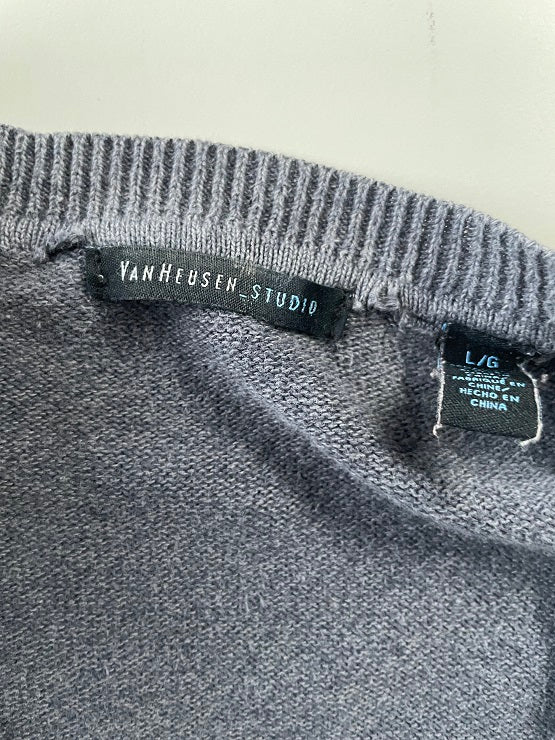 VANHEUSEN_STUDIO
L/G
FABRIQUÉ EN
CHINE/
HECHO EN
CHINA